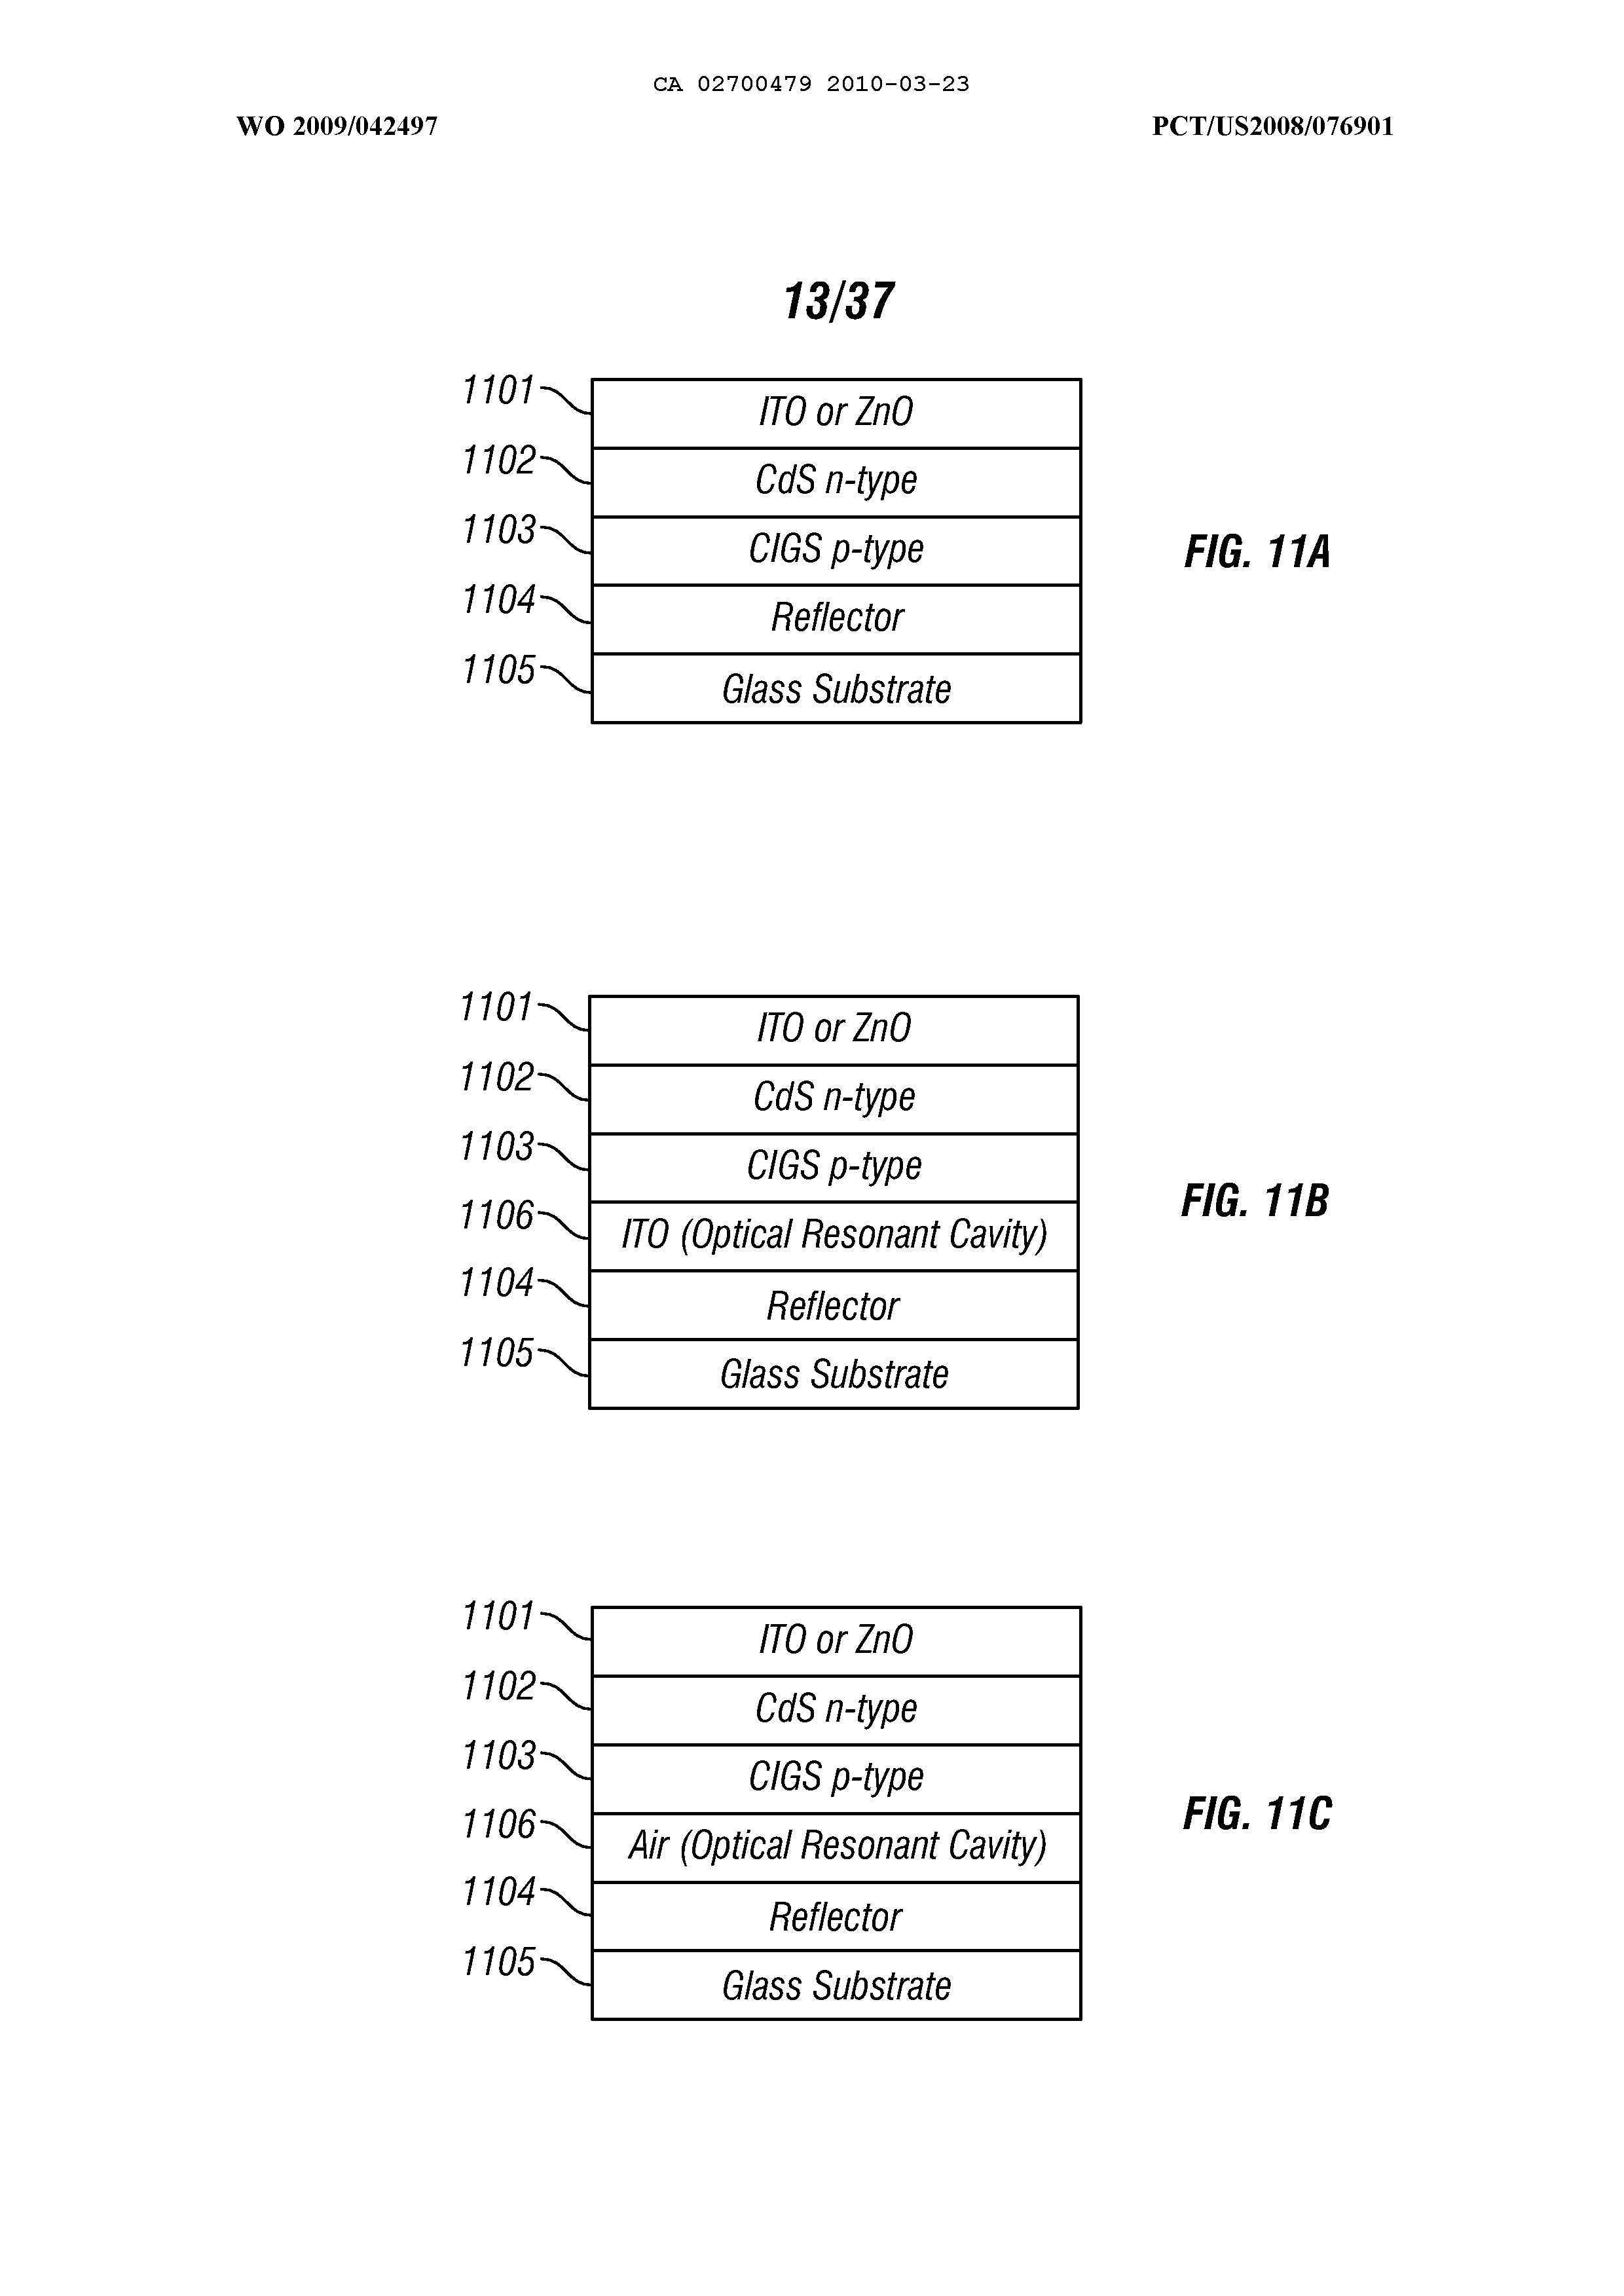 CA 02700479 2010-03-23
WO 2009/042497 PCT/US2008/076901
13/37
1101 ITO or ZnO
1102 CdS n-type
1103 CIGS p-type
1104 Reflector
1105 Glass Substrate
FIG. 11A
1101 ITO or ZnO
1102 CdS n-type
1103 CIGS p-type
1106 ITO (Optical Resonant Cavity)
1104 Reflector
1105 Glass Substrate
FIG. 11B
1101 ITO or ZnO
1102 CdS n-type
1103 CIGS p-type
1106 Air (Optical Resonant Cavity)
1104 Reflector
1105 Glass Substrate
FIG. 11C